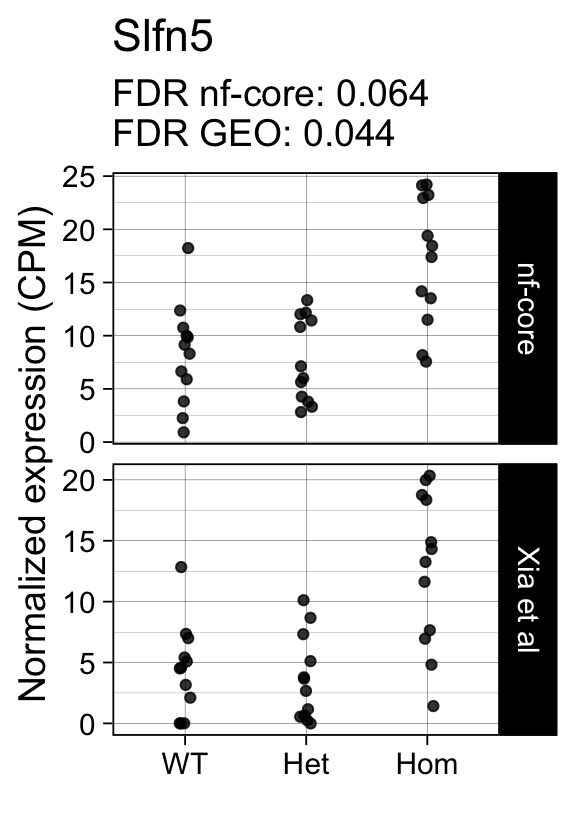 Slfn5
FDR nf-core: 0.064
FDR GEO: 0.044
Normalized expression (CPM)
25
20
15
10
5
0
nf-core
20
15
10
5
0
Xia et al
WT Het Hom